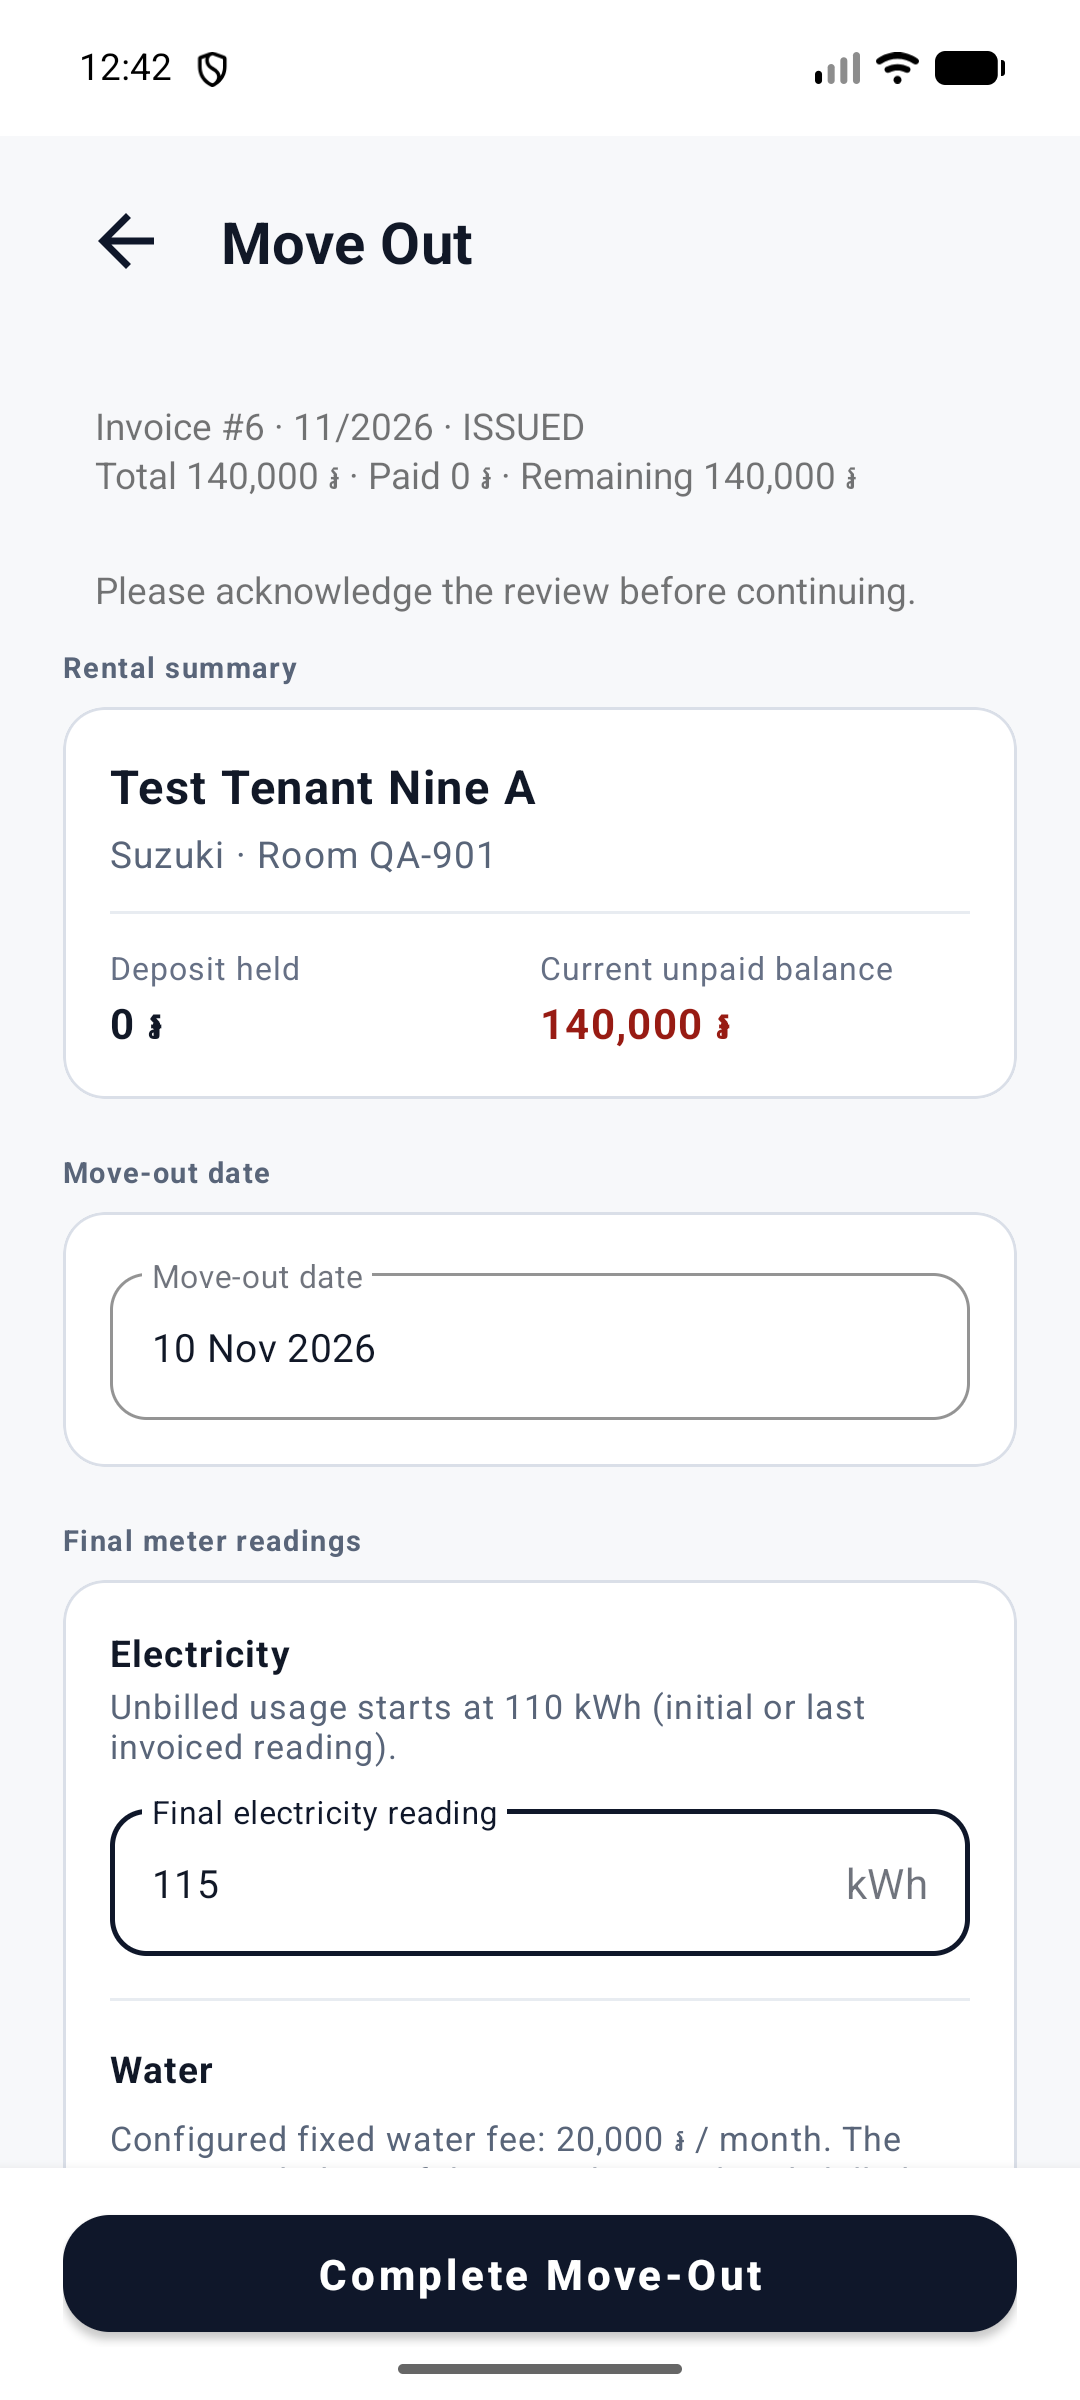 12:42
Move Out
Invoice #6 · 11/2026 · ISSUED
Total 140,000 ៛ · Paid 0 ៛ · Remaining 140,000 ៛
Please acknowledge the review before continuing.
Rental summary
Test Tenant Nine A
Suzuki · Room QA-901
Deposit held
0 ៛
Current unpaid balance
140,000 ៛
Move-out date
Move-out date
10 Nov 2026
Final meter readings
Electricity
Unbilled usage starts at 110 kWh (initial or last
invoiced reading).
Final electricity reading
115 kWh
Water
Configured fixed water fee: 20,000 ៛ / month. The
Complete Move-Out